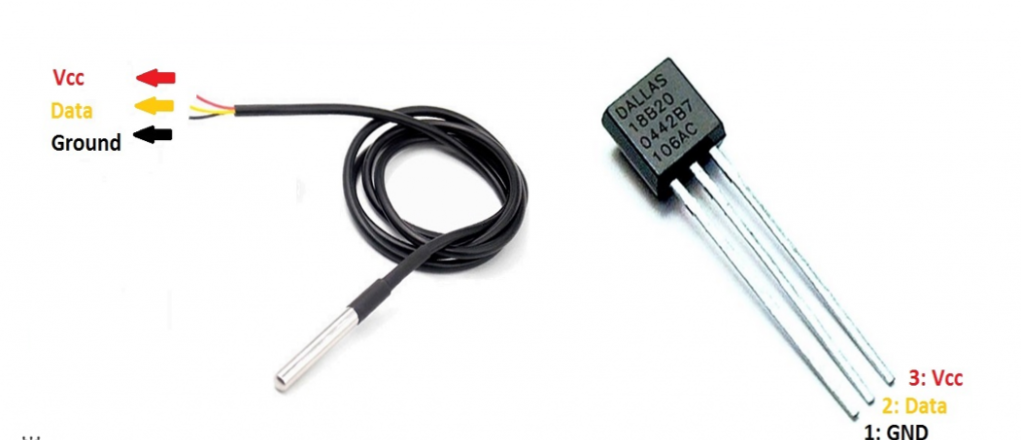 Vcc
Data
Ground
DALLAS
18B20
0442B7
106AC
3: Vcc
2: Data
1: GND